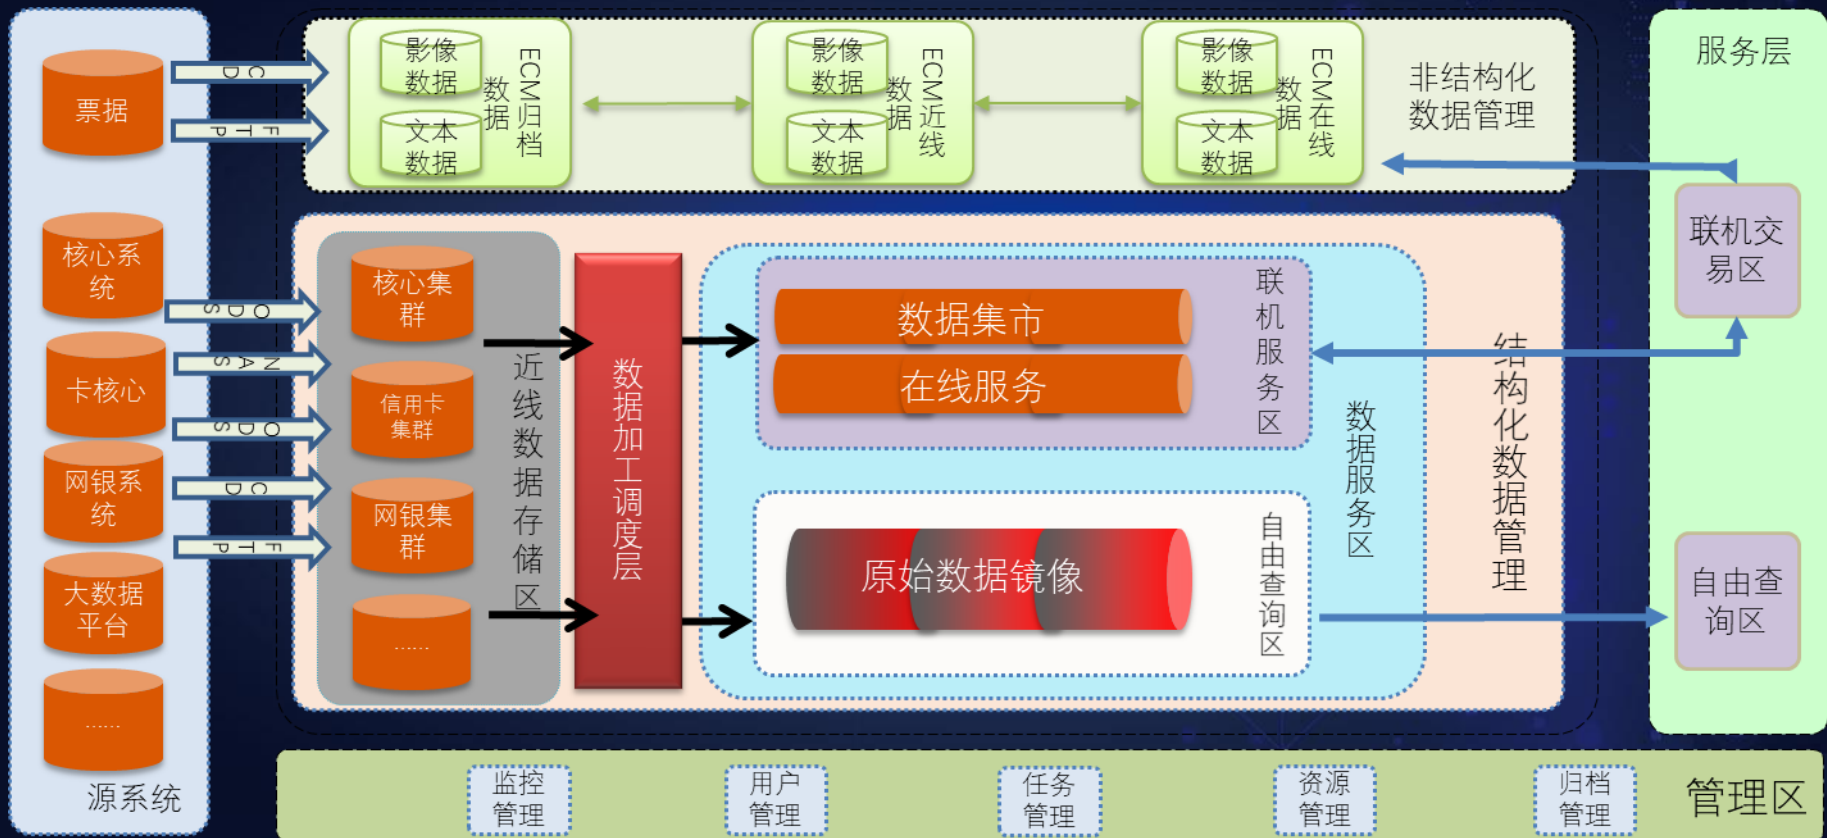 票据
核心系
统
卡核心
网银系
统
大数据
平台
......
源系统
CD
FTP
ODS
NAS
ODS
CD
FTP
影像
数据
文本
数据
ECM归档
数据
影像
数据
文本
数据
ECM近线
数据
影像
数据
文本
数据
ECM在线
数据
非结构化
数据管理
核心集
群
信用卡
集群
网银集
群
......
近线数据存储区
数据加工调度层
数据集市
在线服务
联机服务区
原始数据镜像
自由查询区
数据服务区
结构化数据管理
服务层
联机交
易区
自由查
询区
监控
管理
用户
管理
任务
管理
资源
管理
归档
管理
管理区